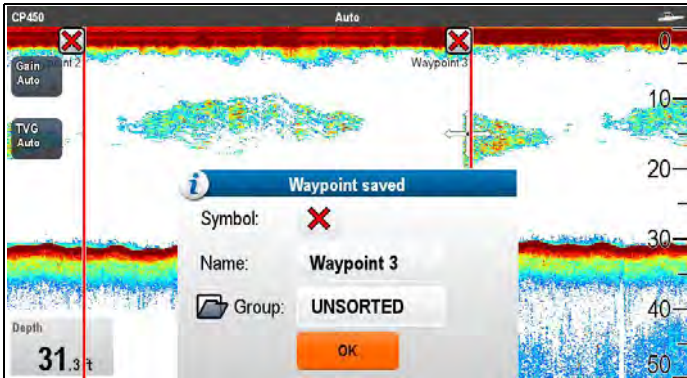 CP450 Auto
0
Waypoint 3
Gain
Auto
10
TVG
Auto
20
Waypoint saved
Symbol:
30
Name: Waypoint 3
Group: UNSORTED
40
Depth
OK
31.3 ft
50